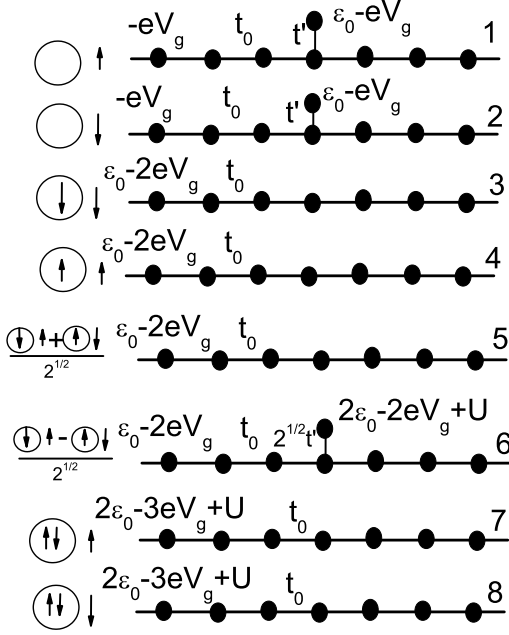 -eV_g t_0 t' ε_0-eV_g 1
-eV_g t_0 t' ε_0-eV_g 2
ε_0-2eV_g t_0 3
ε_0-2eV_g t_0 4
↓ ↑+↑ ↓ / 2^{1/2} ε_0-2eV_g t_0 5
↓ ↑-↑ ↓ / 2^{1/2} ε_0-2eV_g t_0 2^{1/2}t' 2ε_0-2eV_g+U 6
2ε_0-3eV_g+U t_0 7
2ε_0-3eV_g+U t_0 8